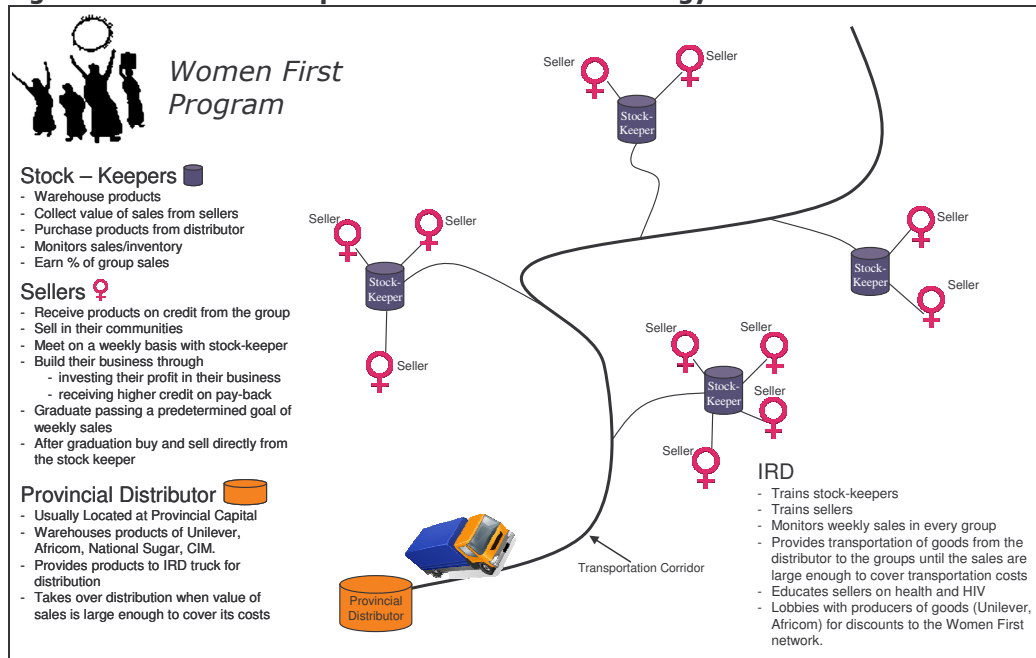 Women First
Program
Stock – Keepers
- Warehouse products
- Collect value of sales from sellers
- Purchase products from distributor
- Monitors sales/inventory
- Earn % of group sales
Sellers
- Receive products on credit from the group
- Sell in their communities
- Meet on a weekly basis with stock-keeper
- Build their business through
- investing their profit in their business
- receiving higher credit on pay-back
- Graduate passing a predetermined goal of
weekly sales
- After graduation buy and sell directly from
the stock keeper
Provincial Distributor
- Usually Located at Provincial Capital
- Warehouses products of Unilever,
Africom, National Sugar, CIM.
- Provides products to IRD truck for
distribution
- Takes over distribution when value of
sales is large enough to cover its costs
Seller
Seller
Stock-
Keeper
Seller
Seller
Stock-
Keeper
Seller
Seller
Stock-
Keeper
Seller
Seller
Seller
Stock-
Keeper
Seller
Seller
Transportation Corridor
Provincial
Distributor
IRD
- Trains stock-keepers
- Trains sellers
- Monitors weekly sales in every group
- Provides transportation of goods from the
distributor to the groups until the sales are
large enough to cover transportation costs
- Educates sellers on health and HIV
- Lobbies with producers of goods (Unilever,
Africom) for discounts to the Women First
network.